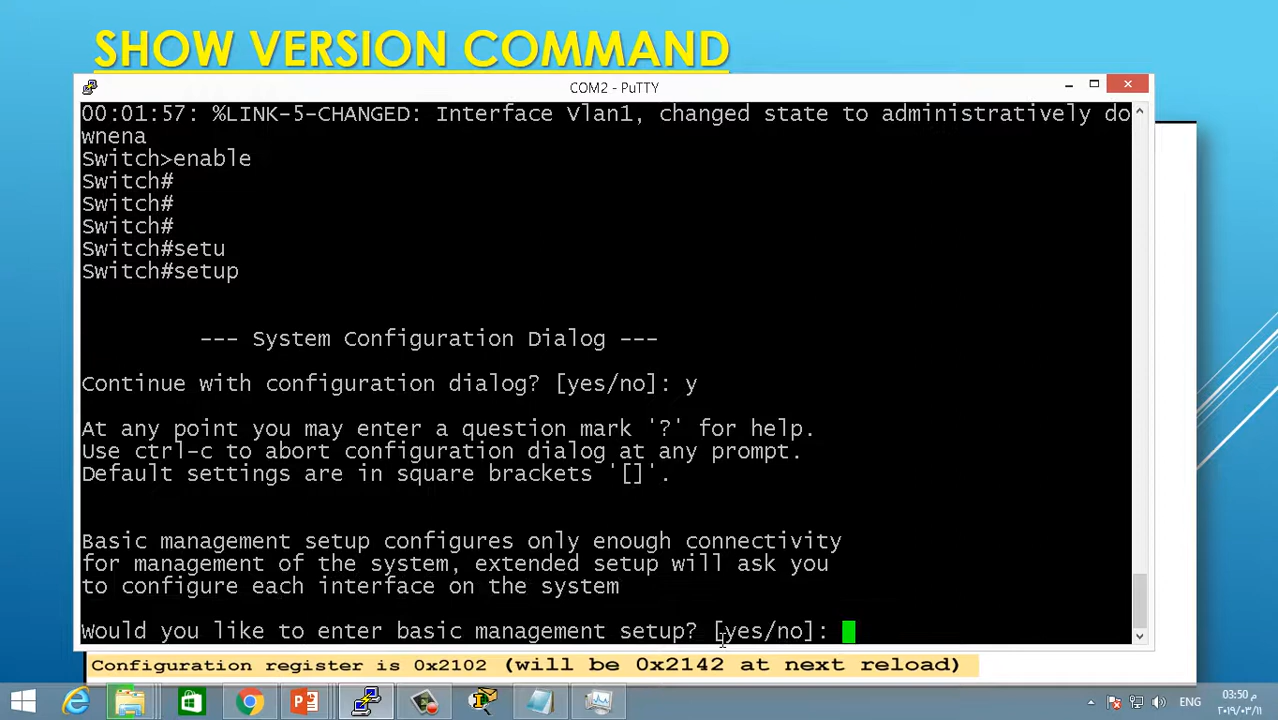 SHOW VERSION COMMAND
COM2 - PuTTY
00:01:57: %LINK-5-CHANGED: Interface Vlan1, changed state to administratively do
wnena
Switch>enable
Switch#
Switch#
Switch#
Switch#setu
Switch#setup
--- System Configuration Dialog ---
Continue with configuration dialog? [yes/no]: y
At any point you may enter a question mark '?' for help.
Use ctrl-c to abort configuration dialog at any prompt.
Default settings are in square brackets '[]'.
Basic management setup configures only enough connectivity
for management of the system, extended setup will ask you
to configure each interface on the system
Would you like to enter basic management setup? [yes/no]:
Configuration register is 0x2102 (will be 0x2142 at next reload)
ENG
03:50 م
٢٠١٩/٠٣/١١